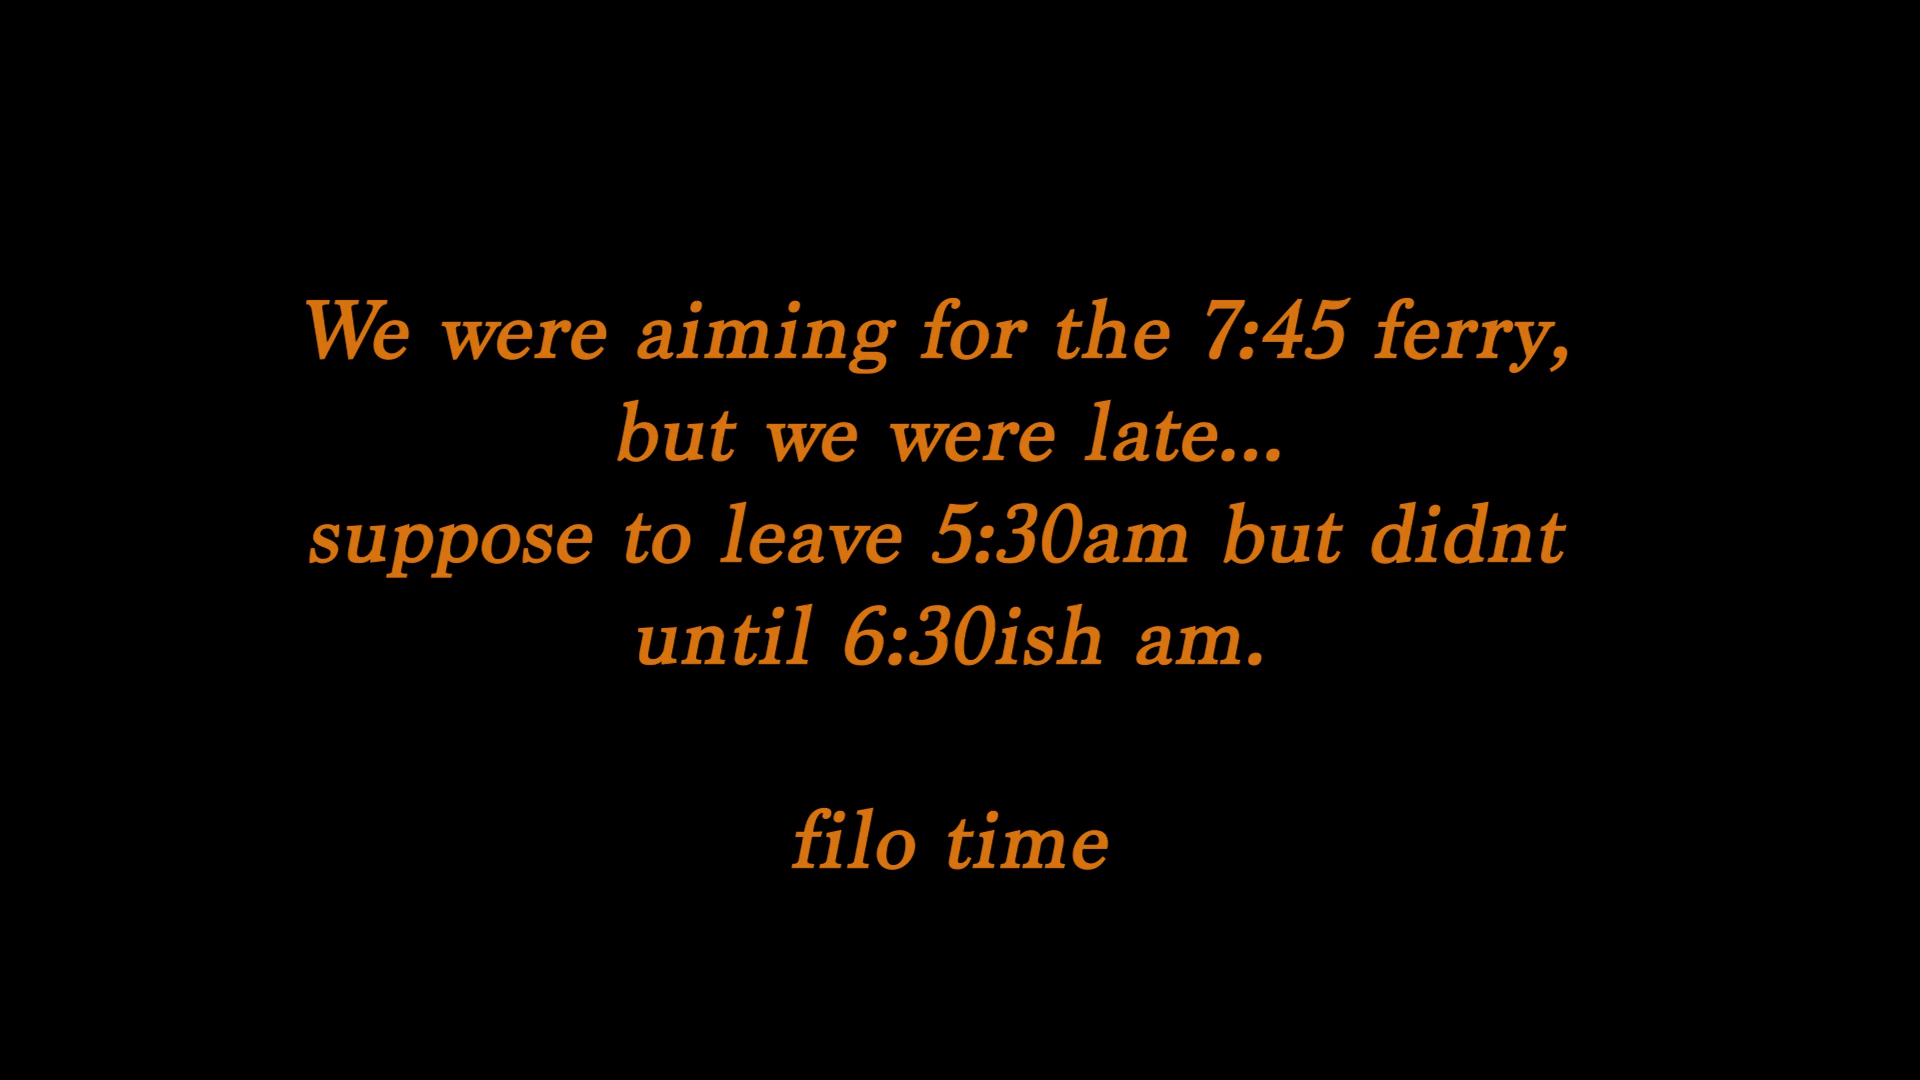 We were aiming for the 7:45 ferry,
but we were late...
suppose to leave 5:30am but didnt
until 6:30ish am.
filo time